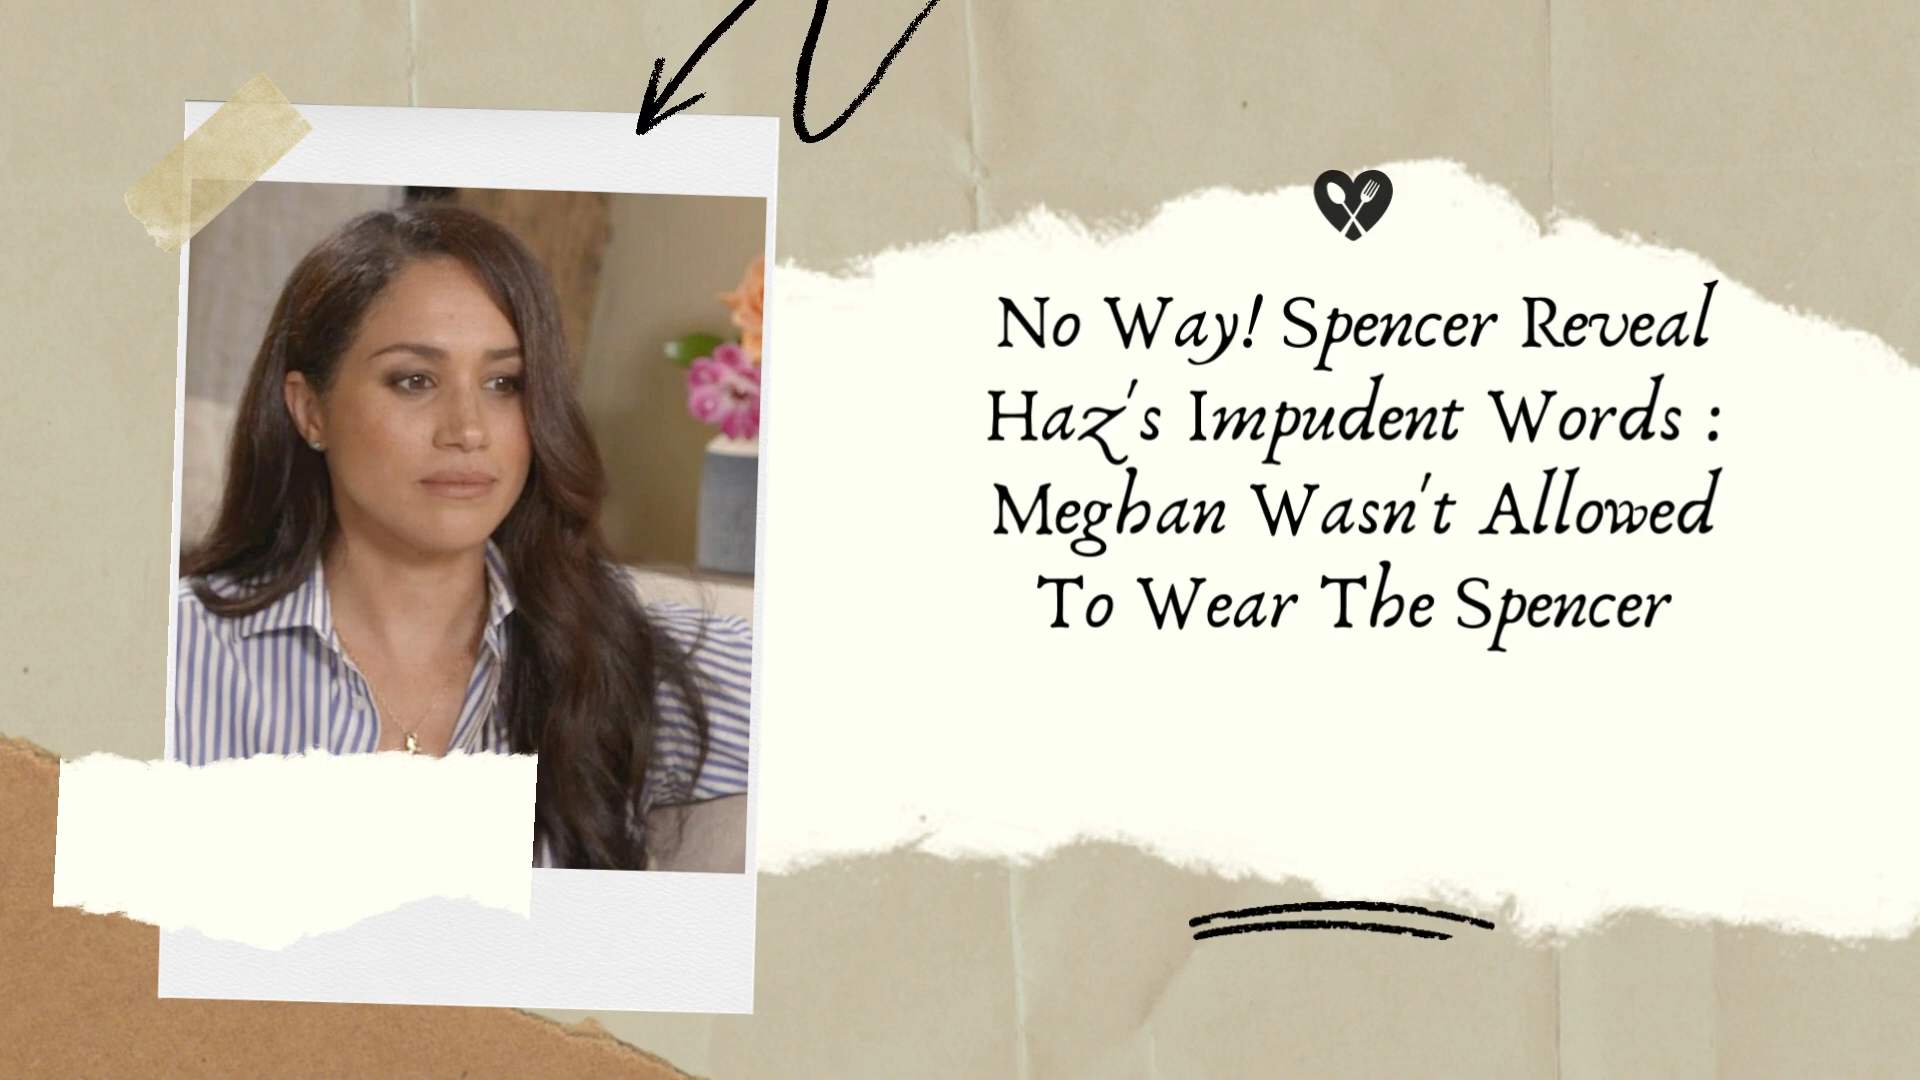 No Way! Spencer Reveal
Haz's Impudent Words :
Meghan Wasn't Allowed
To Wear The Spencer